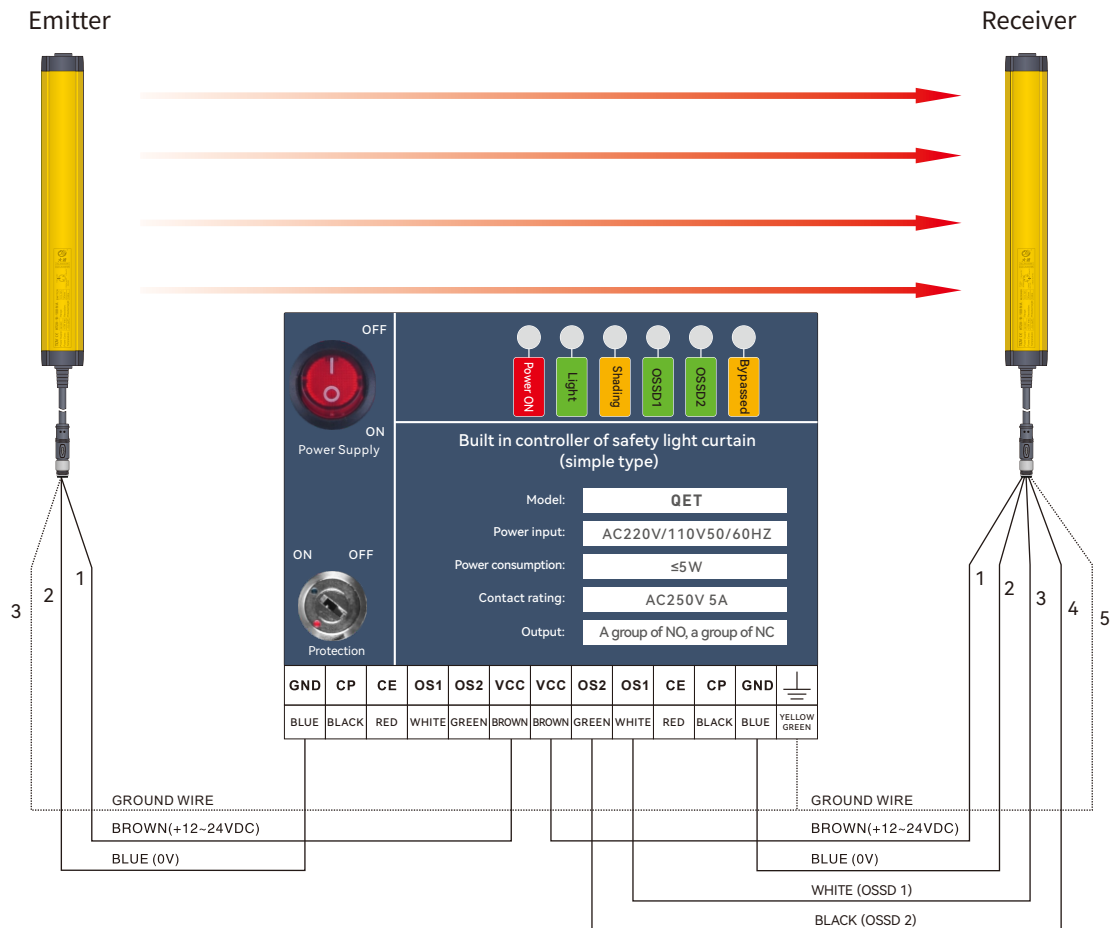 Emitter
Receiver
OFF
ON
Power Supply
Power ON
Light
Shading
OSSD1
OSSD2
Bypassed
Built in controller of safety light curtain
(simple type)
Model: QET
Power input: AC220V/110V50/60HZ
Power consumption: ≤5W
Contact rating: AC250V 5A
Output: A group of NO, a group of NC
ON OFF
Protection
GND CP CE OS1 OS2 VCC VCC OS2 OS1 CE CP GND
BLUE BLACK RED WHITE GREEN BROWN BROWN GREEN WHITE RED BLACK BLUE YELLOW GREEN
3 2 1
1 2 3 4 5
GROUND WIRE
BROWN(+12~24VDC)
BLUE (0V)
GROUND WIRE
BROWN(+12~24VDC)
BLUE (0V)
WHITE (OSSD 1)
BLACK (OSSD 2)